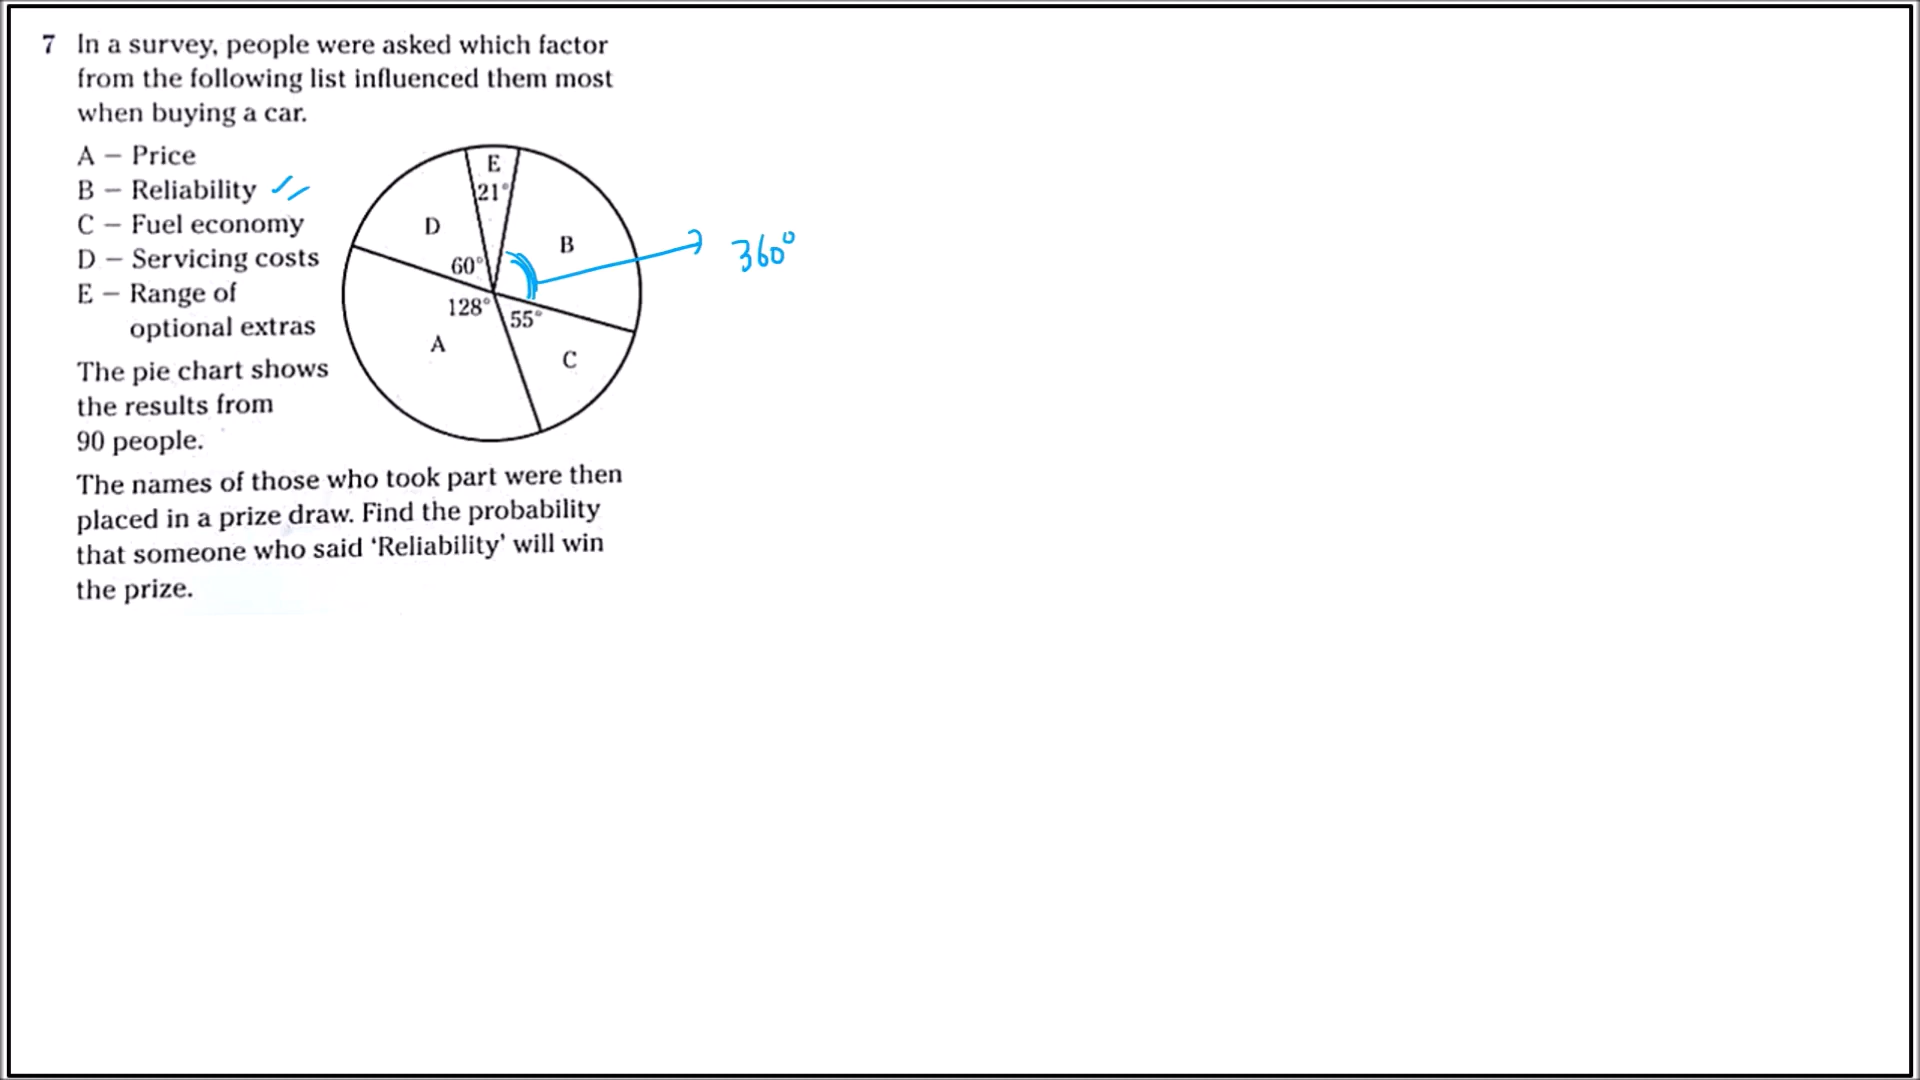 7 In a survey, people were asked which factor
from the following list influenced them most
when buying a car.
A – Price
B – Reliability
C – Fuel economy
D – Servicing costs
E – Range of
optional extras
The pie chart shows
the results from
90 people.
E
21°
D
B
60°
128°
55°
A
C
360°
The names of those who took part were then
placed in a prize draw. Find the probability
that someone who said ‘Reliability’ will win
the prize.